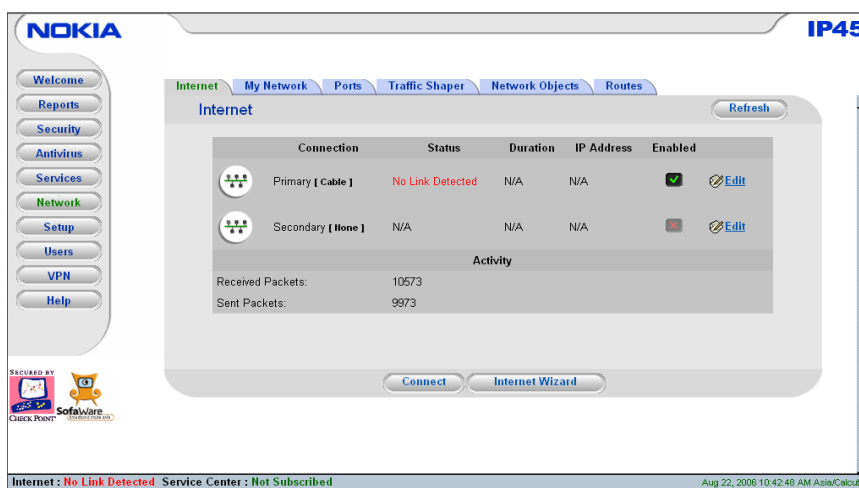 NOKIA
IP45
Welcome
Reports
Security
Antivirus
Services
Network
Setup
Users
VPN
Help
Internet My Network Ports Traffic Shaper Network Objects Routes
Internet Refresh
Connection Status Duration IP Address Enabled
Primary [ Cable ] No Link Detected N/A N/A Edit
Secondary [ None ] N/A N/A N/A Edit
Activity
Received Packets: 10573
Sent Packets: 9973
Connect Internet Wizard
SECURED BY
CHECK POINT
SofaWare
Internet : No Link Detected Service Center : Not Subscribed Aug 22, 2006 10:42:48 AM Asia/Calcut